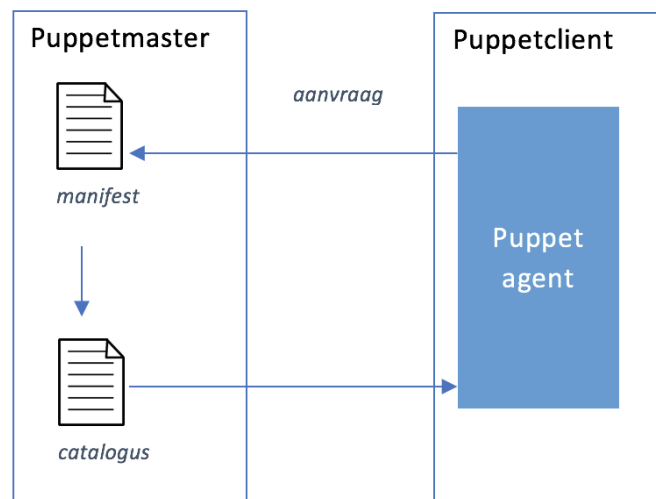 Puppetmaster
Puppetclient
aanvraag
manifest
Puppet
agent
catalogus